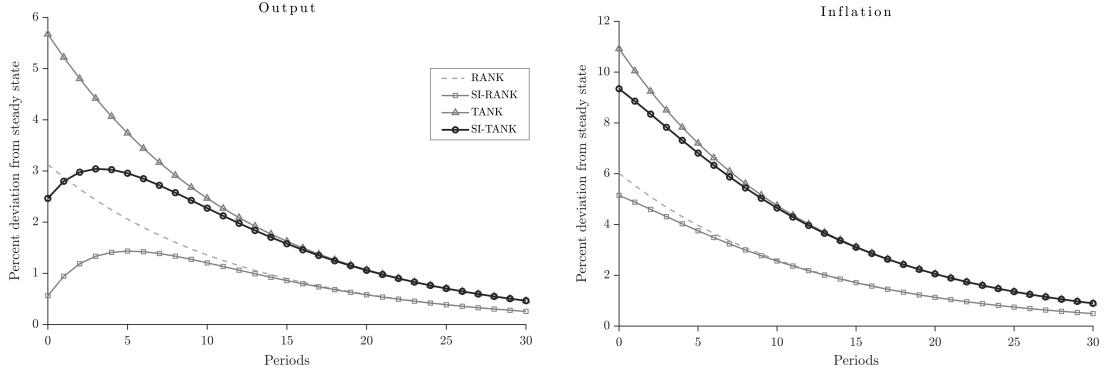 Output
Percent deviation from steady state
6
5
4
3
2
1
0
0 5 10 15 20 25 30
Periods
RANK
SI-RANK
TANK
SI-TANK
Inflation
Percent deviation from steady state
12
10
8
6
4
2
0
0 5 10 15 20 25 30
Periods